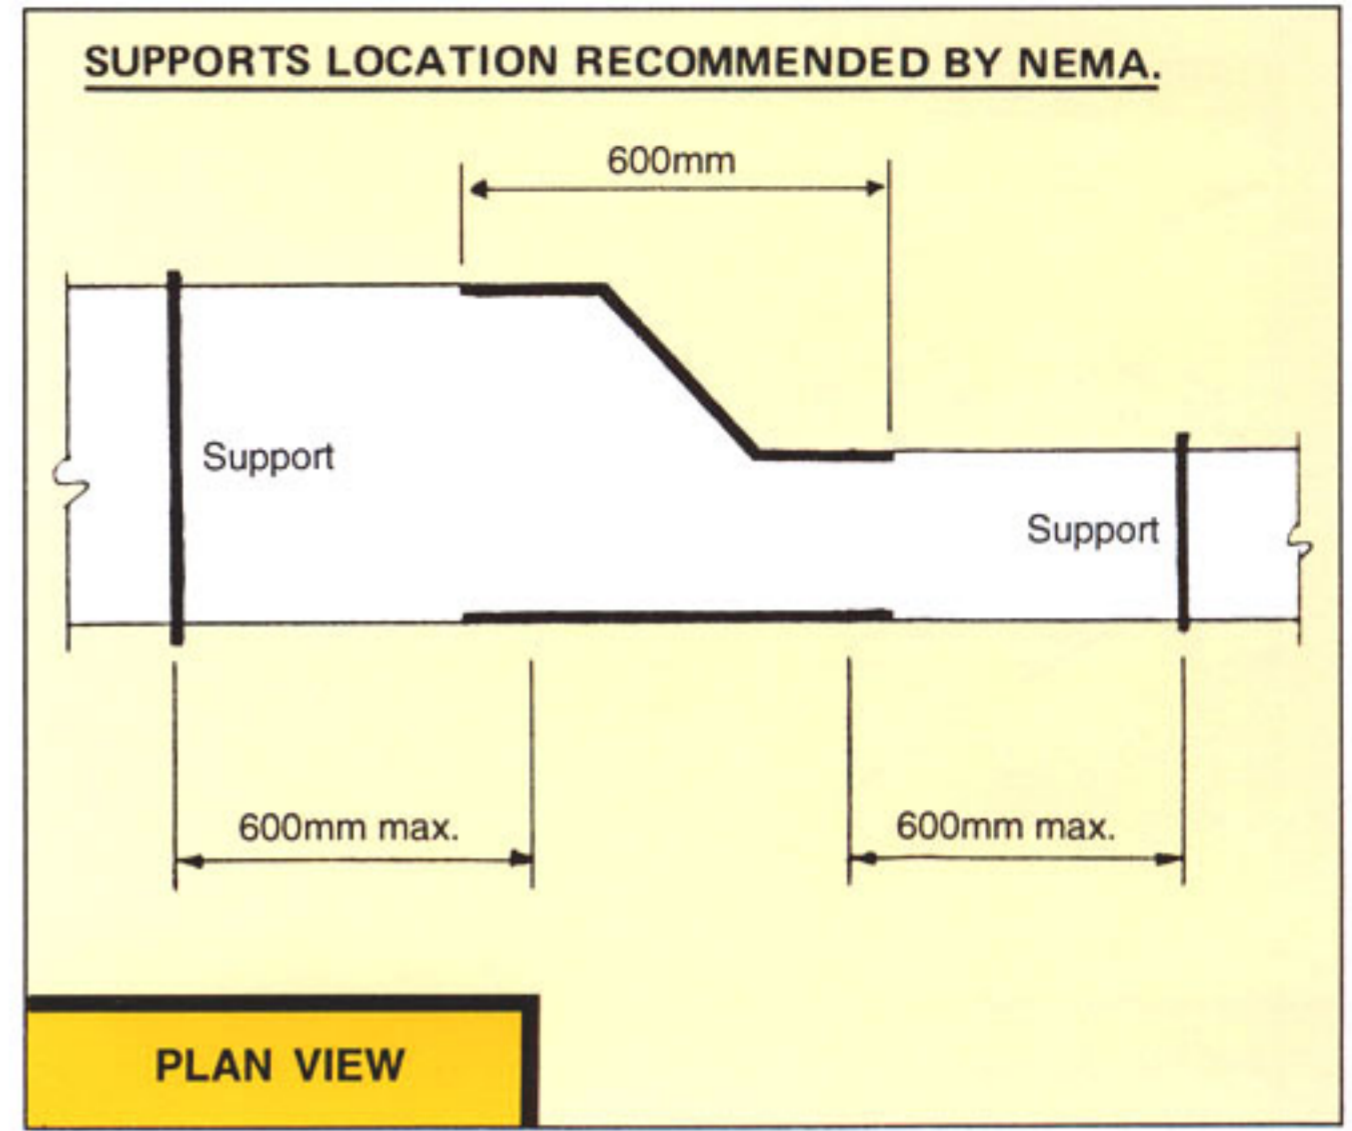 SUPPORTS LOCATION RECOMMENDED BY NEMA.
600mm
Support
Support
600mm max.
600mm max.
PLAN VIEW